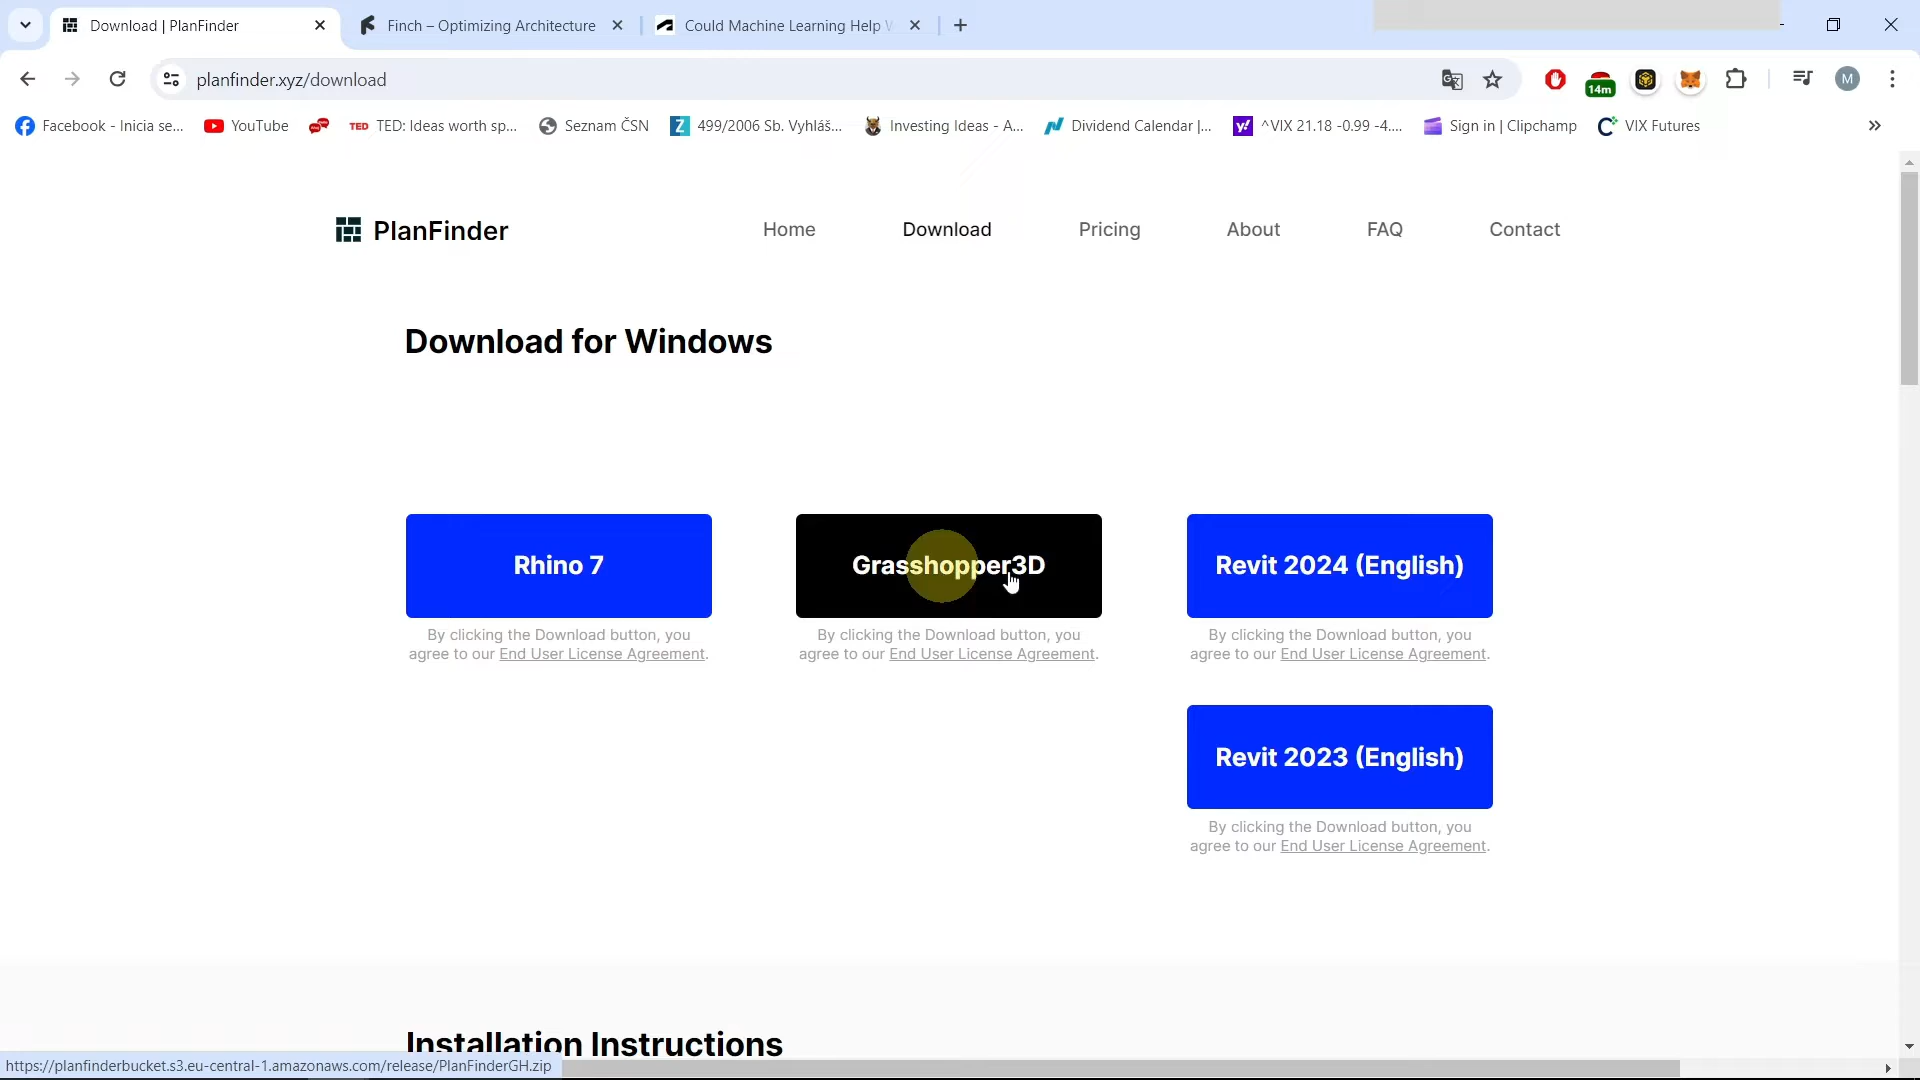 Download | PlanFinder
Finch – Optimizing Architecture
Could Machine Learning Help W
planfinder.xyz/download
14m
M
Facebook - Inicia se...
YouTube
TED
TED: Ideas worth sp...
Seznam ČSN
Z
499/2006 Sb. Vyhláš...
Investing Ideas - A...
Dividend Calendar |...
y!
^VIX 21.18 -0.99 -4....
Sign in | Clipchamp
VIX Futures
PlanFinder
Home
Download
Pricing
About
FAQ
Contact
Download for Windows
Rhino 7
Grasshopper3D
Revit 2024 (English)
By clicking the Download button, you
agree to our End User License Agreement.
By clicking the Download button, you
agree to our End User License Agreement.
By clicking the Download button, you
agree to our End User License Agreement.
Revit 2023 (English)
By clicking the Download button, you
agree to our End User License Agreement.
Installation Instructions
https://planfinderbucket.s3.eu-central-1.amazonaws.com/release/PlanFinderGH.zip